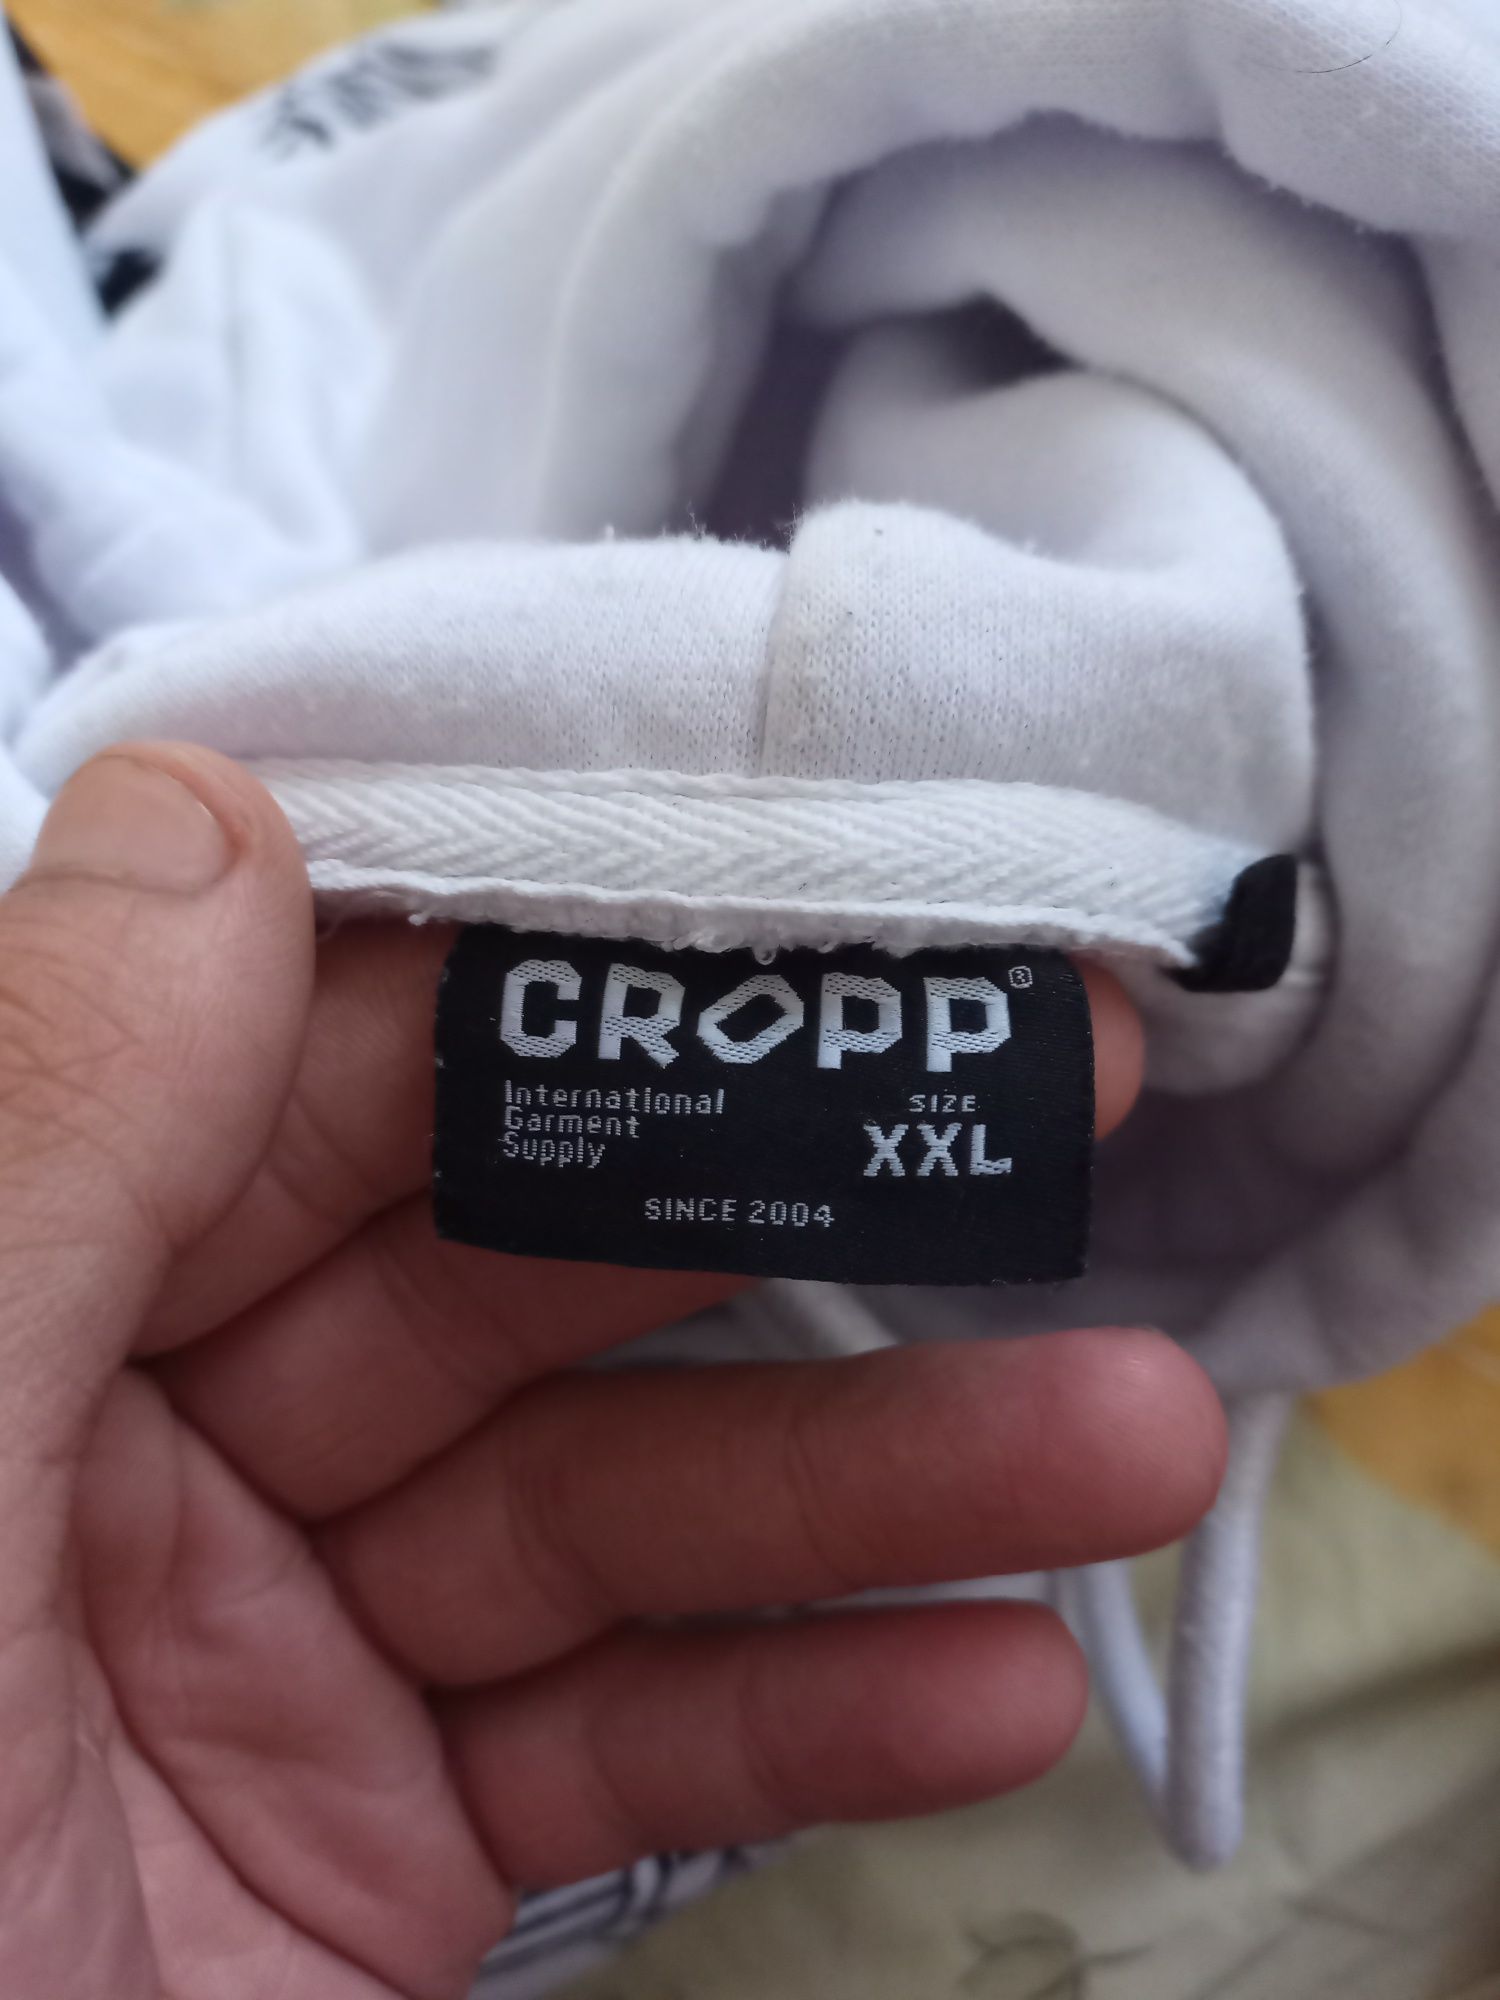 CROPP®
International
Garment
Supply
SIZE
XXL
SINCE 2004